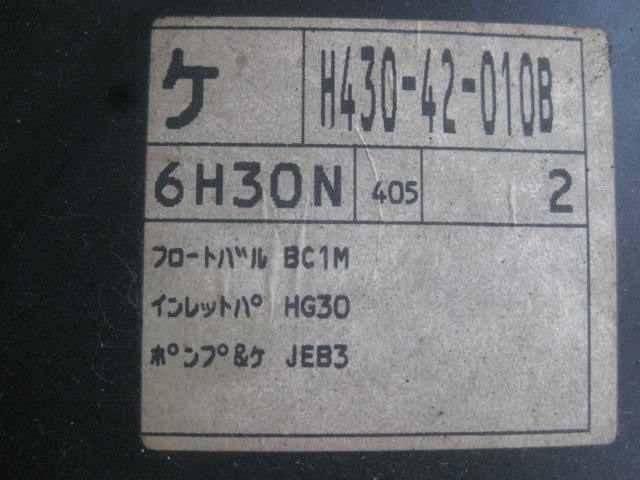 ケ H430-42-010B
6H30N 405 2
フロートバル BC1M
インレットパ HG30
ポンプ&ケ JEB3